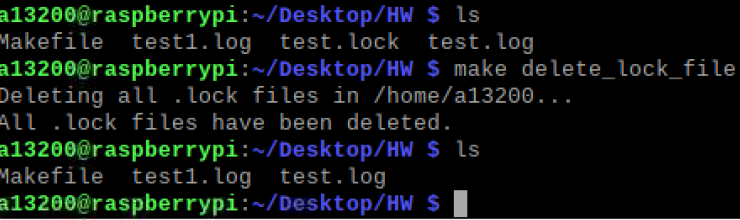 a13200@raspberrypi:~/Desktop/HW $ ls
Makefile  test1.log  test.lock  test.log
a13200@raspberrypi:~/Desktop/HW $ make delete_lock_file
Deleting all .lock files in /home/a13200...
All .lock files have been deleted.
a13200@raspberrypi:~/Desktop/HW $ ls
Makefile  test1.log  test.log
a13200@raspberrypi:~/Desktop/HW $